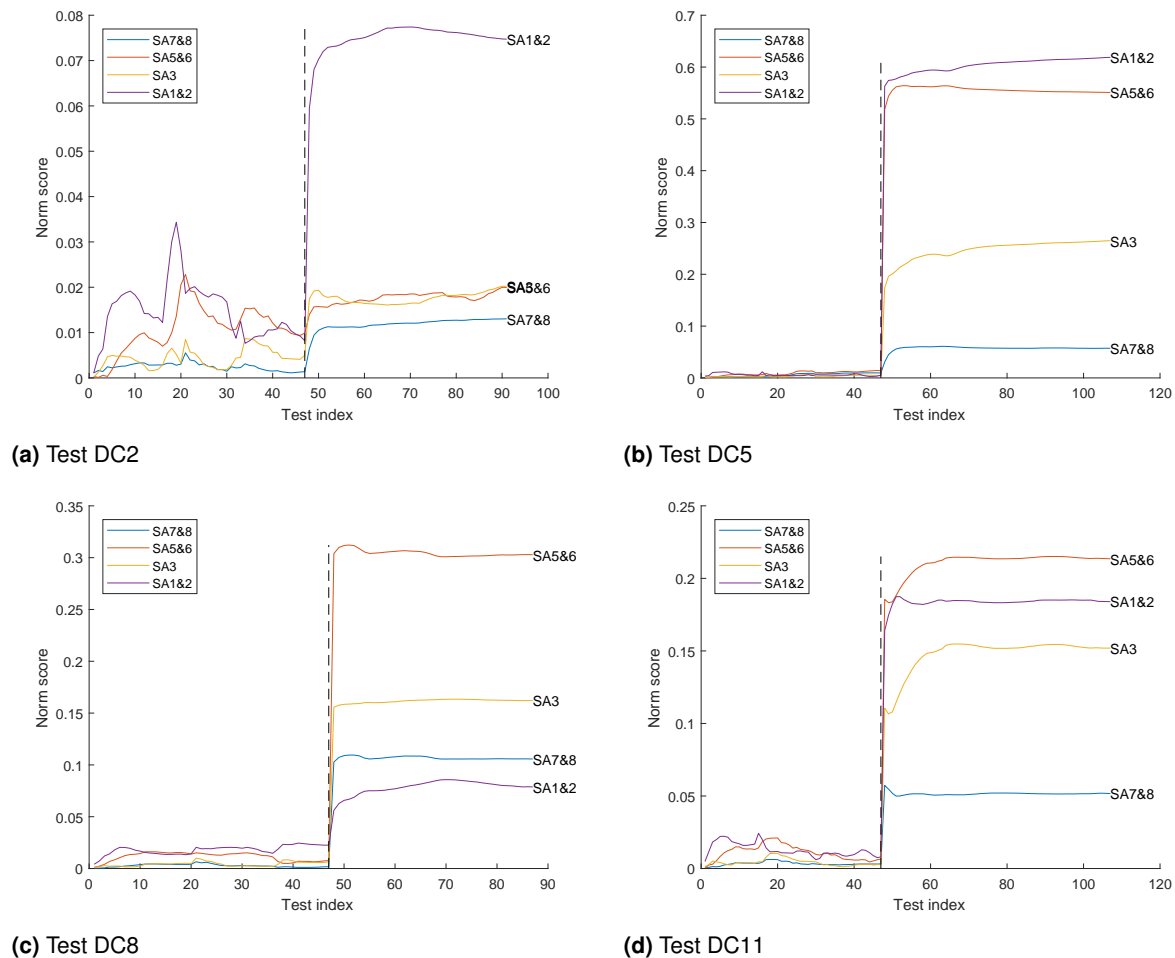 0.08
0.07
0.06
0.05
0.04
0.03
0.02
0.01
0
Norm score
SA7&8
SA5&6
SA3
SA1&2
SA1&2
SA5&6
SA7&8
0 10 20 30 40 50 60 70 80 90 100
Test index
(a) Test DC2
0.7
0.6
0.5
0.4
0.3
0.2
0.1
0
Norm score
SA7&8
SA5&6
SA3
SA1&2
SA1&2
SA5&6
SA3
SA7&8
0 20 40 60 80 100 120
Test index
(b) Test DC5
0.35
0.3
0.25
0.2
0.15
0.1
0.05
0
Norm score
SA7&8
SA5&6
SA3
SA1&2
SA5&6
SA3
SA7&8
SA1&2
0 10 20 30 40 50 60 70 80 90
Test index
(c) Test DC8
0.25
0.2
0.15
0.1
0.05
0
Norm score
SA7&8
SA5&6
SA3
SA1&2
SA5&6
SA1&2
SA3
SA7&8
0 20 40 60 80 100 120
Test index
(d) Test DC11